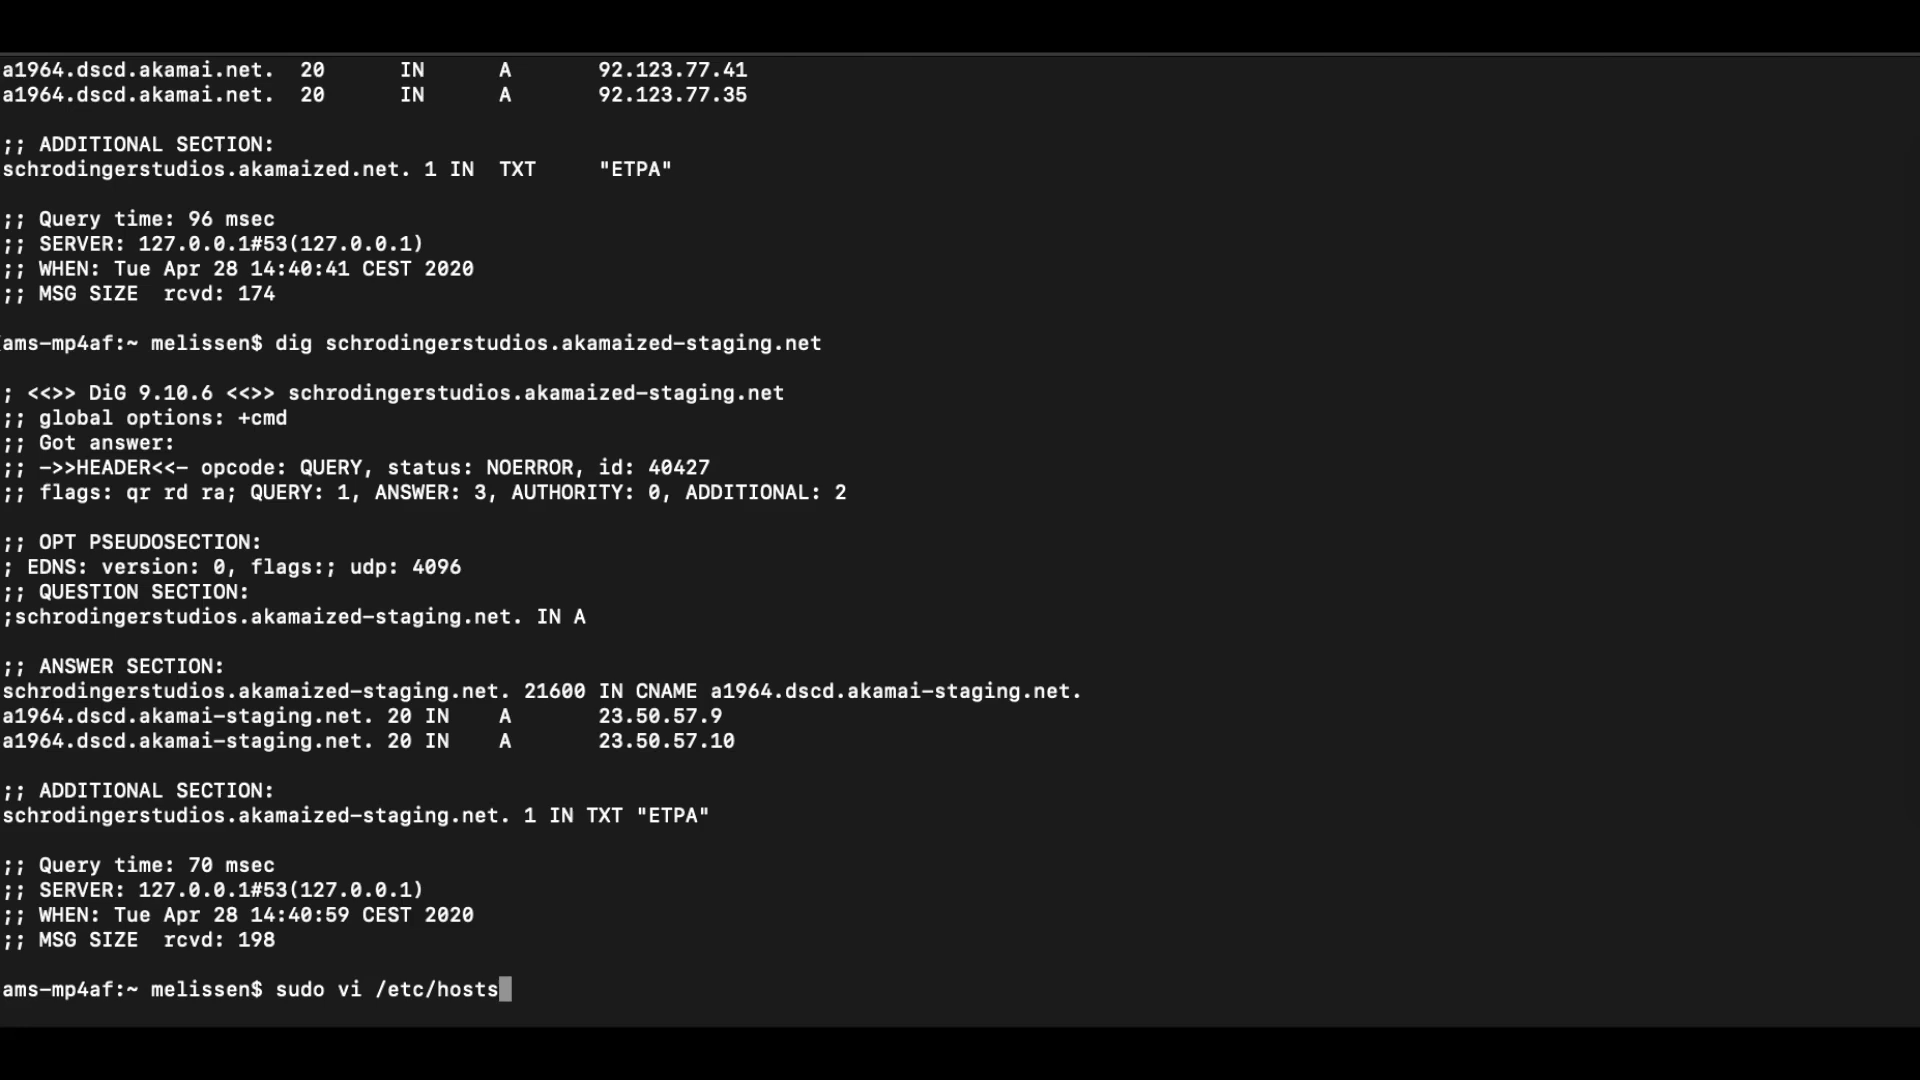 a1964.dscd.akamai.net. 20 IN A 92.123.77.41
a1964.dscd.akamai.net. 20 IN A 92.123.77.35
;; ADDITIONAL SECTION:
schrodingerstudios.akamaized.net. 1 IN TXT "ETPA"
;; Query time: 96 msec
;; SERVER: 127.0.0.1#53(127.0.0.1)
;; WHEN: Tue Apr 28 14:40:41 CEST 2020
;; MSG SIZE rcvd: 174
ams-mp4af:~ melissen$ dig schrodingerstudios.akamaized-staging.net
; <<>> DiG 9.10.6 <<>> schrodingerstudios.akamaized-staging.net
;; global options: +cmd
;; Got answer:
;; ->>HEADER<<- opcode: QUERY, status: NOERROR, id: 40427
;; flags: qr rd ra; QUERY: 1, ANSWER: 3, AUTHORITY: 0, ADDITIONAL: 2
;; OPT PSEUDOSECTION:
; EDNS: version: 0, flags:; udp: 4096
;; QUESTION SECTION:
;schrodingerstudios.akamaized-staging.net. IN A
;; ANSWER SECTION:
schrodingerstudios.akamaized-staging.net. 21600 IN CNAME a1964.dscd.akamai-staging.net.
a1964.dscd.akamai-staging.net. 20 IN A 23.50.57.9
a1964.dscd.akamai-staging.net. 20 IN A 23.50.57.10
;; ADDITIONAL SECTION:
schrodingerstudios.akamaized-staging.net. 1 IN TXT "ETPA"
;; Query time: 70 msec
;; SERVER: 127.0.0.1#53(127.0.0.1)
;; WHEN: Tue Apr 28 14:40:59 CEST 2020
;; MSG SIZE rcvd: 198
ams-mp4af:~ melissen$ sudo vi /etc/hosts